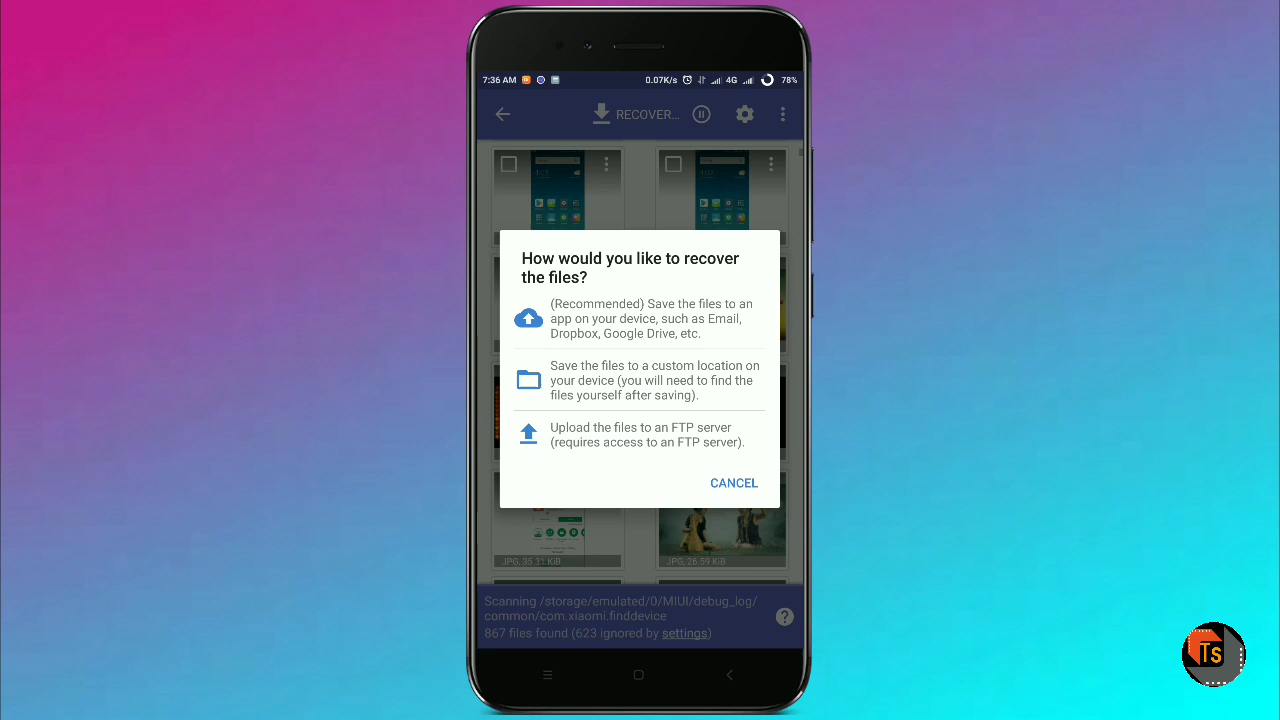 7:36 AM
0.07K/s
4G
78%
RECOVER...
How would you like to recover
the files?
(Recommended) Save the files to an
app on your device, such as Email,
Dropbox, Google Drive, etc.
Save the files to a custom location on
your device (you will need to find the
files yourself after saving).
Upload the files to an FTP server
(requires access to an FTP server).
CANCEL
JPG, 35.31 KiB
JPG, 26.59 KiB
Scanning /storage/emulated/0/MIUI/debug_log/
common/com.xiaomi.finddevice
867 files found (623 ignored by settings)
?
Ts